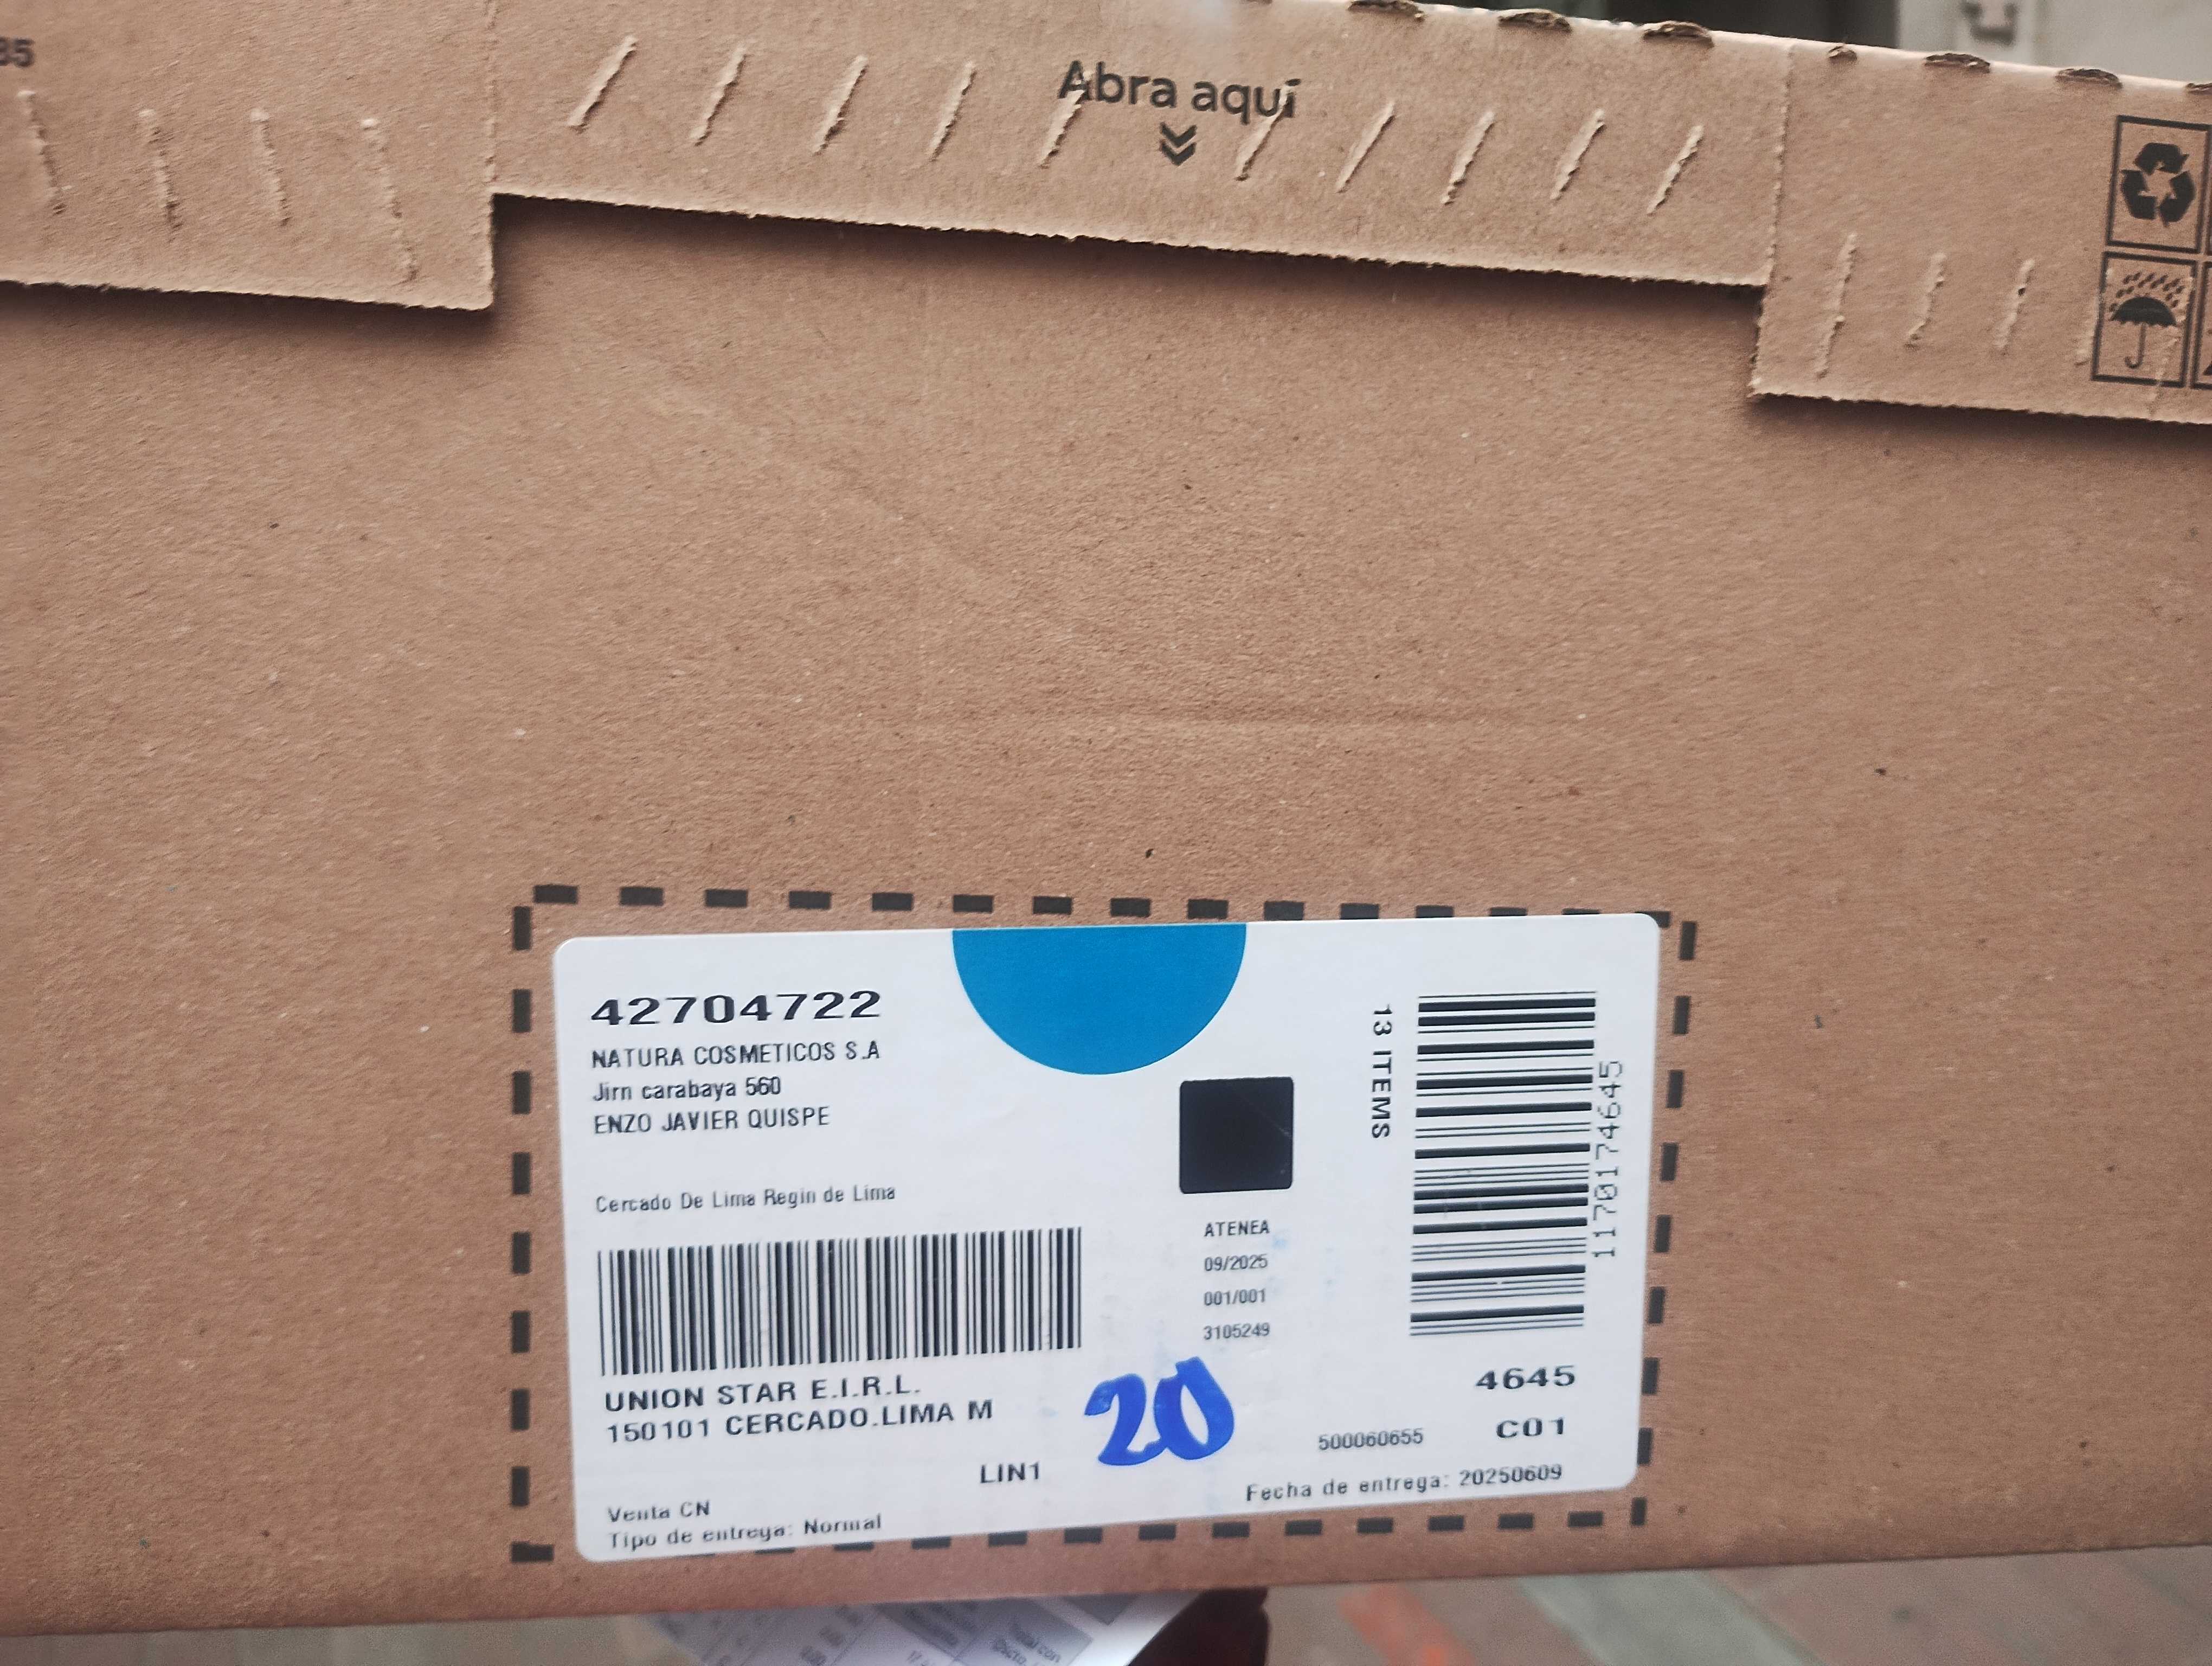 85
Abra aquí
42704722
NATURA COSMETICOS S.A
Jirn carabaya 560
ENZO JAVIER QUISPE
Cercado De Lima Regin de Lima
13 ITEMS
1170174645
ATENEA
09/2025
001/001
3105249
UNION STAR E.I.R.L.
150101 CERCADO.LIMA M
20
4645
500060655 C01
LIN1
Fecha de entrega: 20250609
Venta CN
Tipo de entrega: Normal